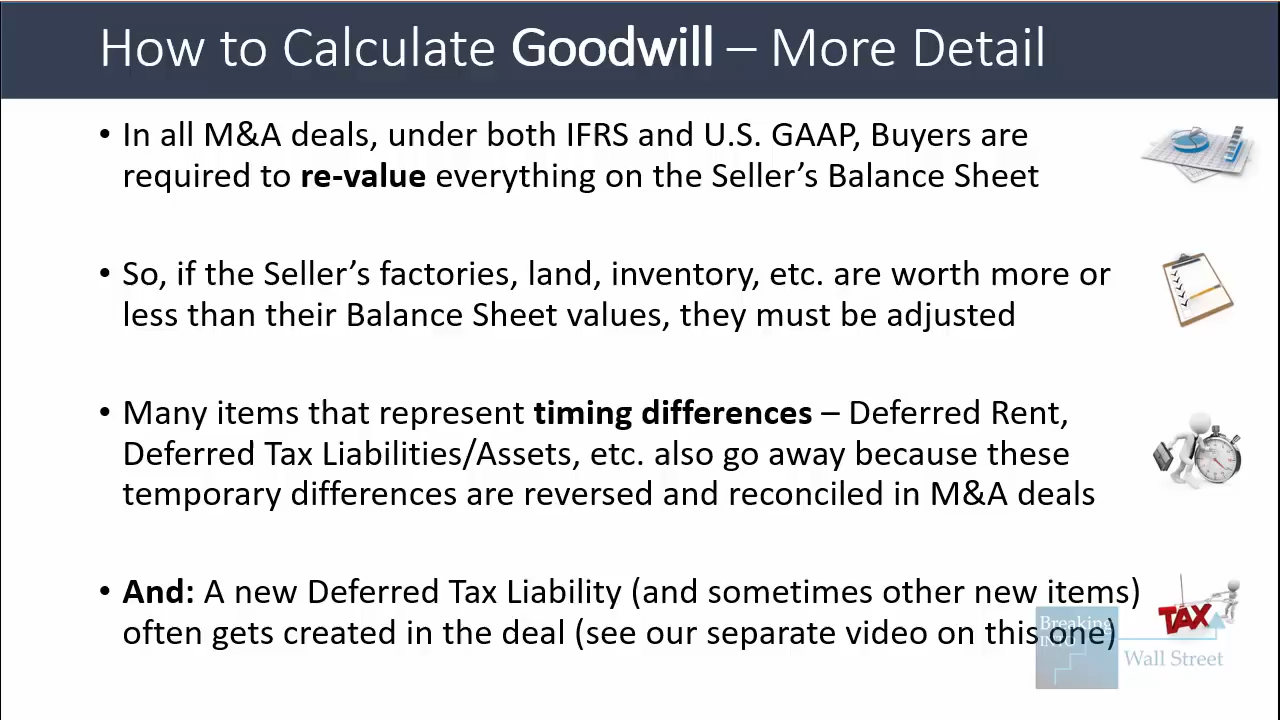 How to Calculate Goodwill – More Detail
• In all M&A deals, under both IFRS and U.S. GAAP, Buyers are
required to re-value everything on the Seller’s Balance Sheet
• So, if the Seller’s factories, land, inventory, etc. are worth more or
less than their Balance Sheet values, they must be adjusted
• Many items that represent timing differences – Deferred Rent,
Deferred Tax Liabilities/Assets, etc. also go away because these
temporary differences are reversed and reconciled in M&A deals
• And: A new Deferred Tax Liability (and sometimes other new items)
often gets created in the deal (see our separate video on this one)
TAX
Breaking
INTO
Wall Street